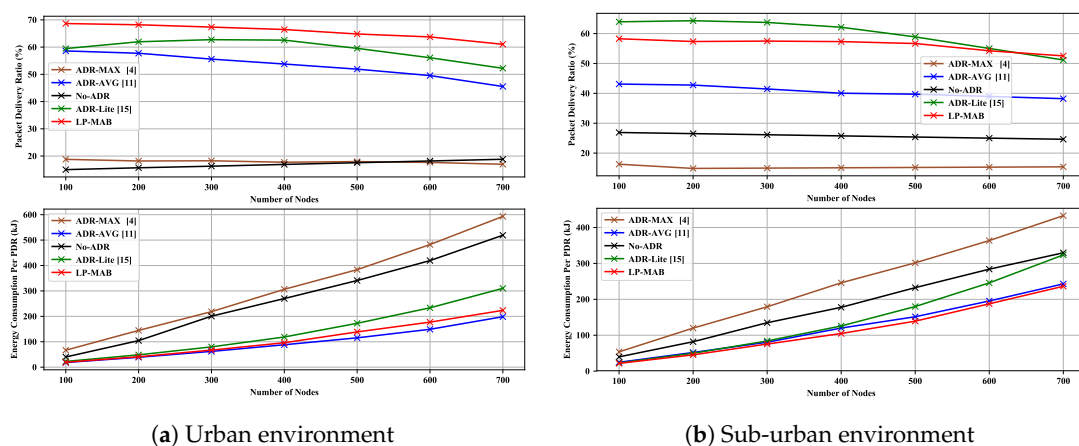 Packet Delivery Ratio (%)
70
60
50
40
30
20
ADR-MAX [4]
ADR-AVG [11]
No-ADR
ADR-Lite [15]
LP-MAB
100 200 300 400 500 600 700
Number of Nodes
Energy Consumption Per PDR (kJ)
600
500
400
300
200
100
0
ADR-MAX [4]
ADR-AVG [11]
No-ADR
ADR-Lite [15]
LP-MAB
100 200 300 400 500 600 700
Number of Nodes
(a) Urban environment
Packet Delivery Ratio (%)
60
50
40
30
20
ADR-MAX [4]
ADR-AVG [11]
No-ADR
ADR-Lite [15]
LP-MAB
100 200 300 400 500 600 700
Number of Nodes
Energy Consumption Per PDR (kJ)
400
300
200
100
0
ADR-MAX [4]
ADR-AVG [11]
No-ADR
ADR-Lite [15]
LP-MAB
100 200 300 400 500 600 700
Number of Nodes
(b) Sub-urban environment